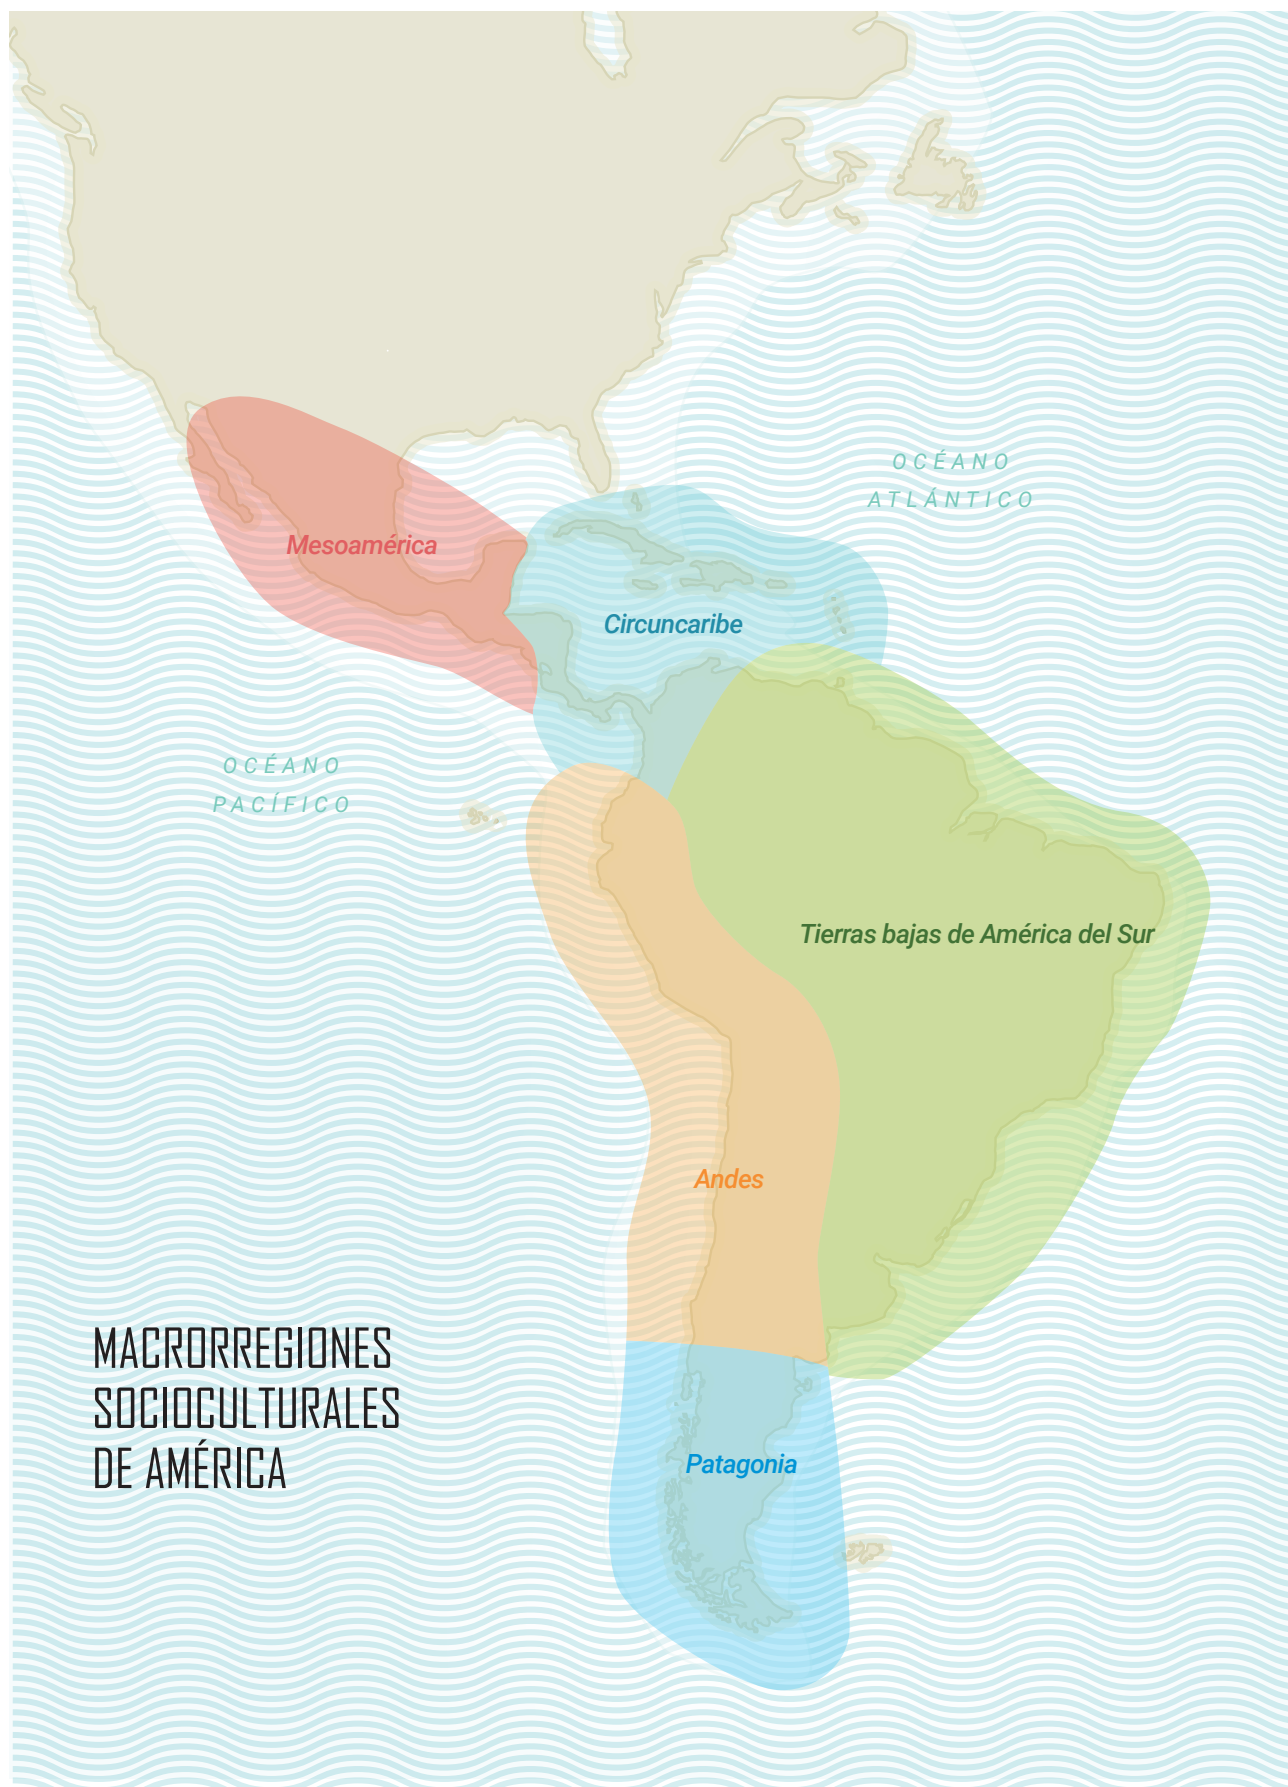 OCÉANO
ATLÁNTICO
Mesoamérica
Circuncaribe
OCÉANO
PACÍFICO
Tierras bajas de América del Sur
Andes
MACRORREGIONES
SOCIOCULTURALES
DE AMÉRICA
Patagonia